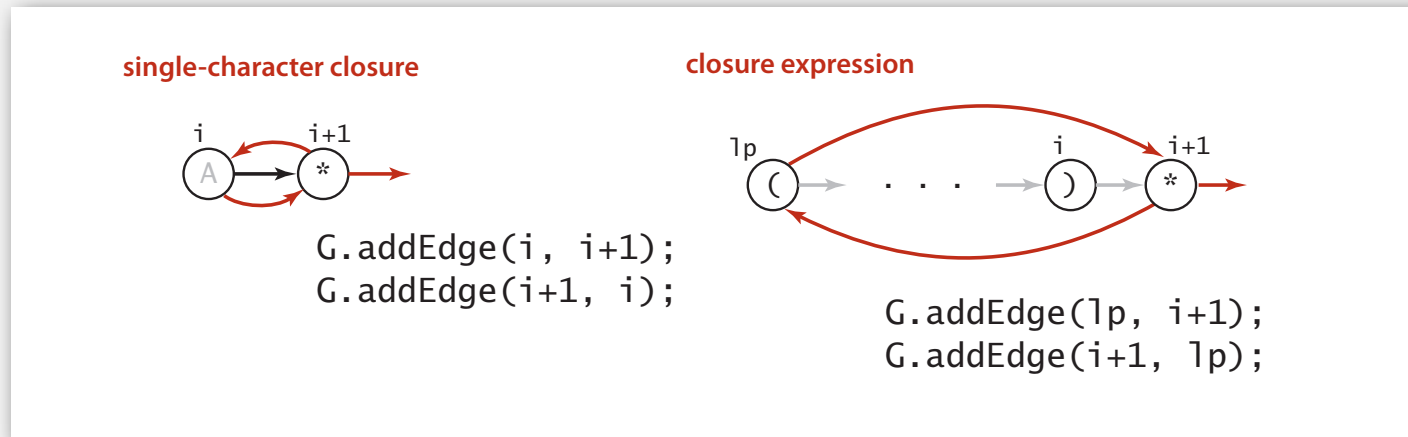 single-character closure
i i+1
A *
G.addEdge(i, i+1);
G.addEdge(i+1, i);
closure expression
lp i i+1
( . . . ) *
G.addEdge(lp, i+1);
G.addEdge(i+1, lp);